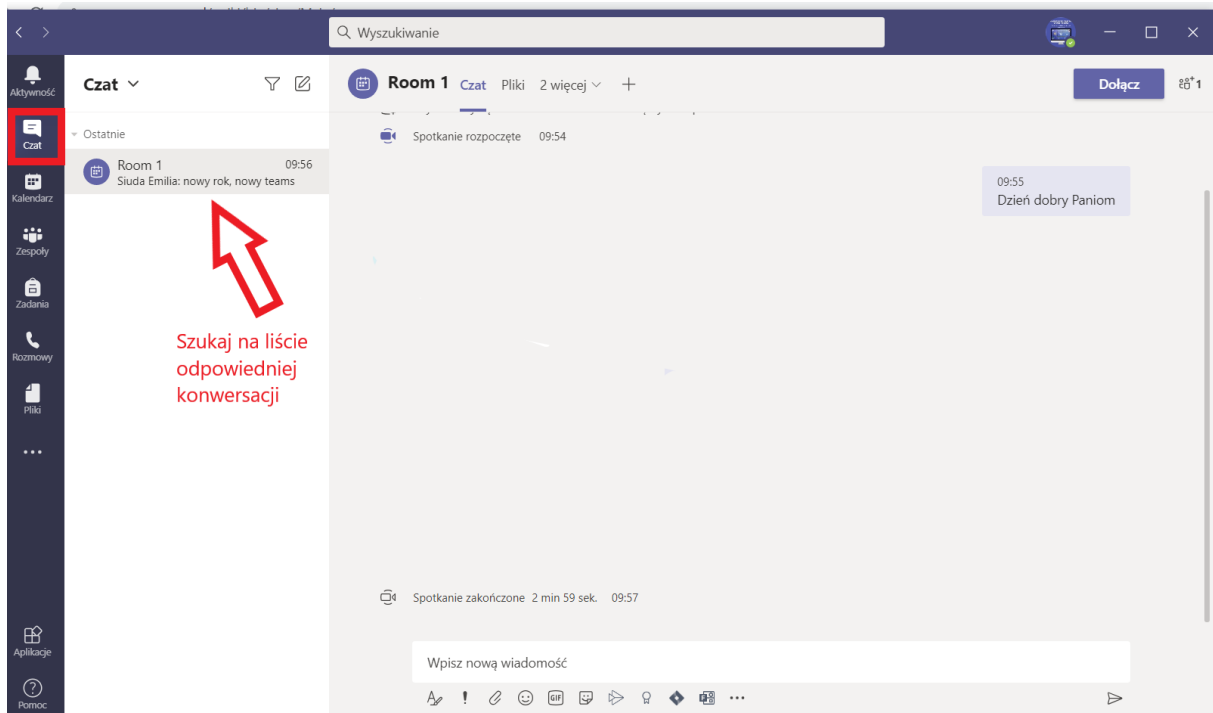 Wyszukiwanie
Aktywność
Czat
Kalendarz
Zespoły
Zadania
Rozmowy
Pliki
Aplikacje
Pomoc
Czat
Ostatnie
Room 1 09:56
Siuda Emilia: nowy rok, nowy teams
Szukaj na liście
odpowiedniej
konwersacji
Room 1 Czat Pliki 2 więcej Dołącz 1
Spotkanie rozpoczęte 09:54
09:55
Dzień dobry Paniom
Spotkanie zakończone 2 min 59 sek. 09:57
Wpisz nową wiadomość
GIF